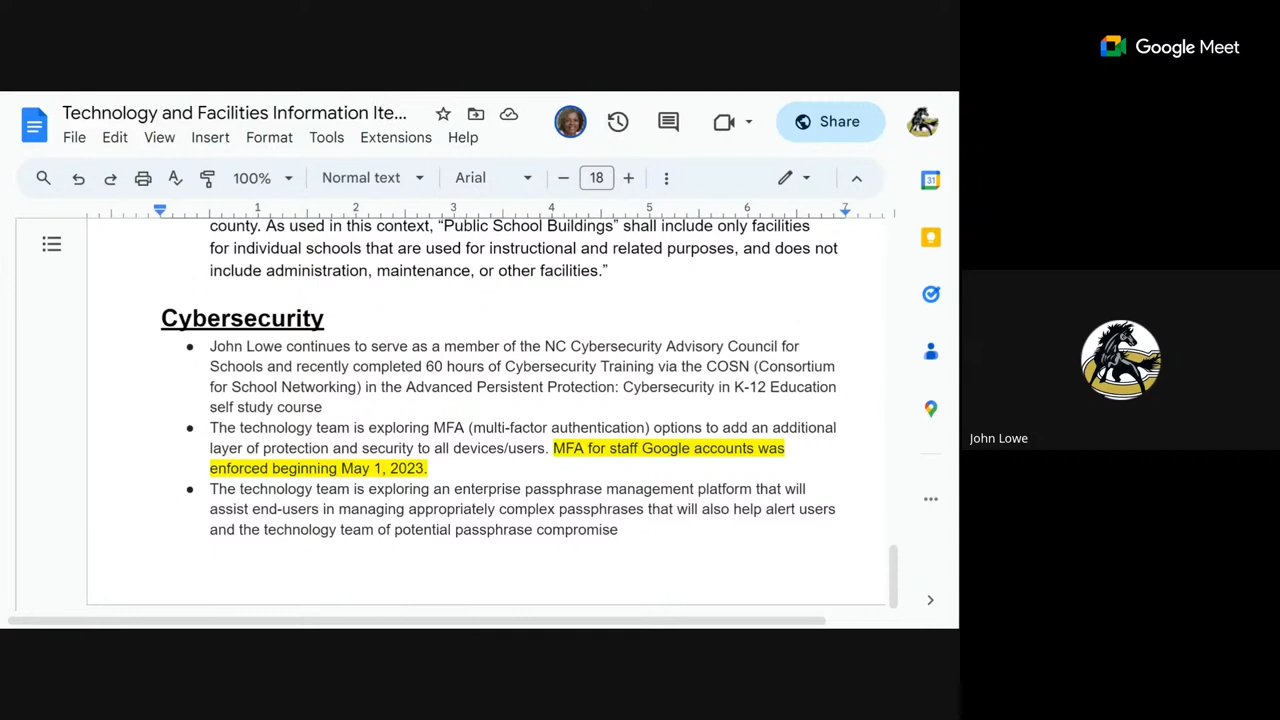 Google Meet
Technology and Facilities Information Ite...
File Edit View Insert Format Tools Extensions Help
Share
100% Normal text Arial 18
1 2 3 4 5 6 7
31
county. As used in this context, “Public School Buildings” shall include only facilities
for individual schools that are used for instructional and related purposes, and does not
include administration, maintenance, or other facilities.”
Cybersecurity
● John Lowe continues to serve as a member of the NC Cybersecurity Advisory Council for
Schools and recently completed 60 hours of Cybersecurity Training via the COSN (Consortium
for School Networking) in the Advanced Persistent Protection: Cybersecurity in K-12 Education
self study course
● The technology team is exploring MFA (multi-factor authentication) options to add an additional
layer of protection and security to all devices/users. MFA for staff Google accounts was
enforced beginning May 1, 2023.
● The technology team is exploring an enterprise passphrase management platform that will
assist end-users in managing appropriately complex passphrases that will also help alert users
and the technology team of potential passphrase compromise
John Lowe